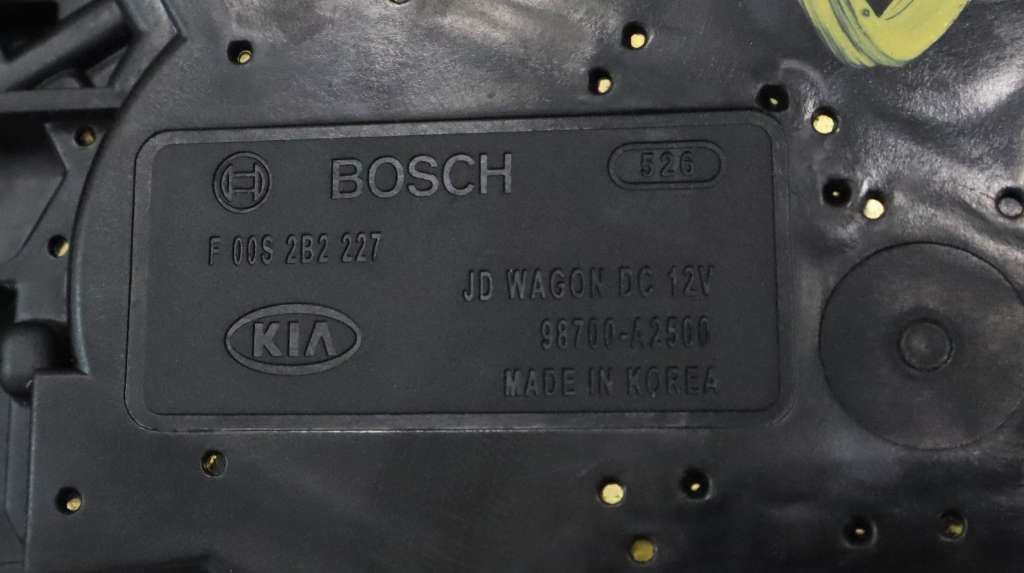 BOSCH
526
F 00S 2B2 227
JD WAGON DC 12V
KIA
98700-A2500
MADE IN KOREA